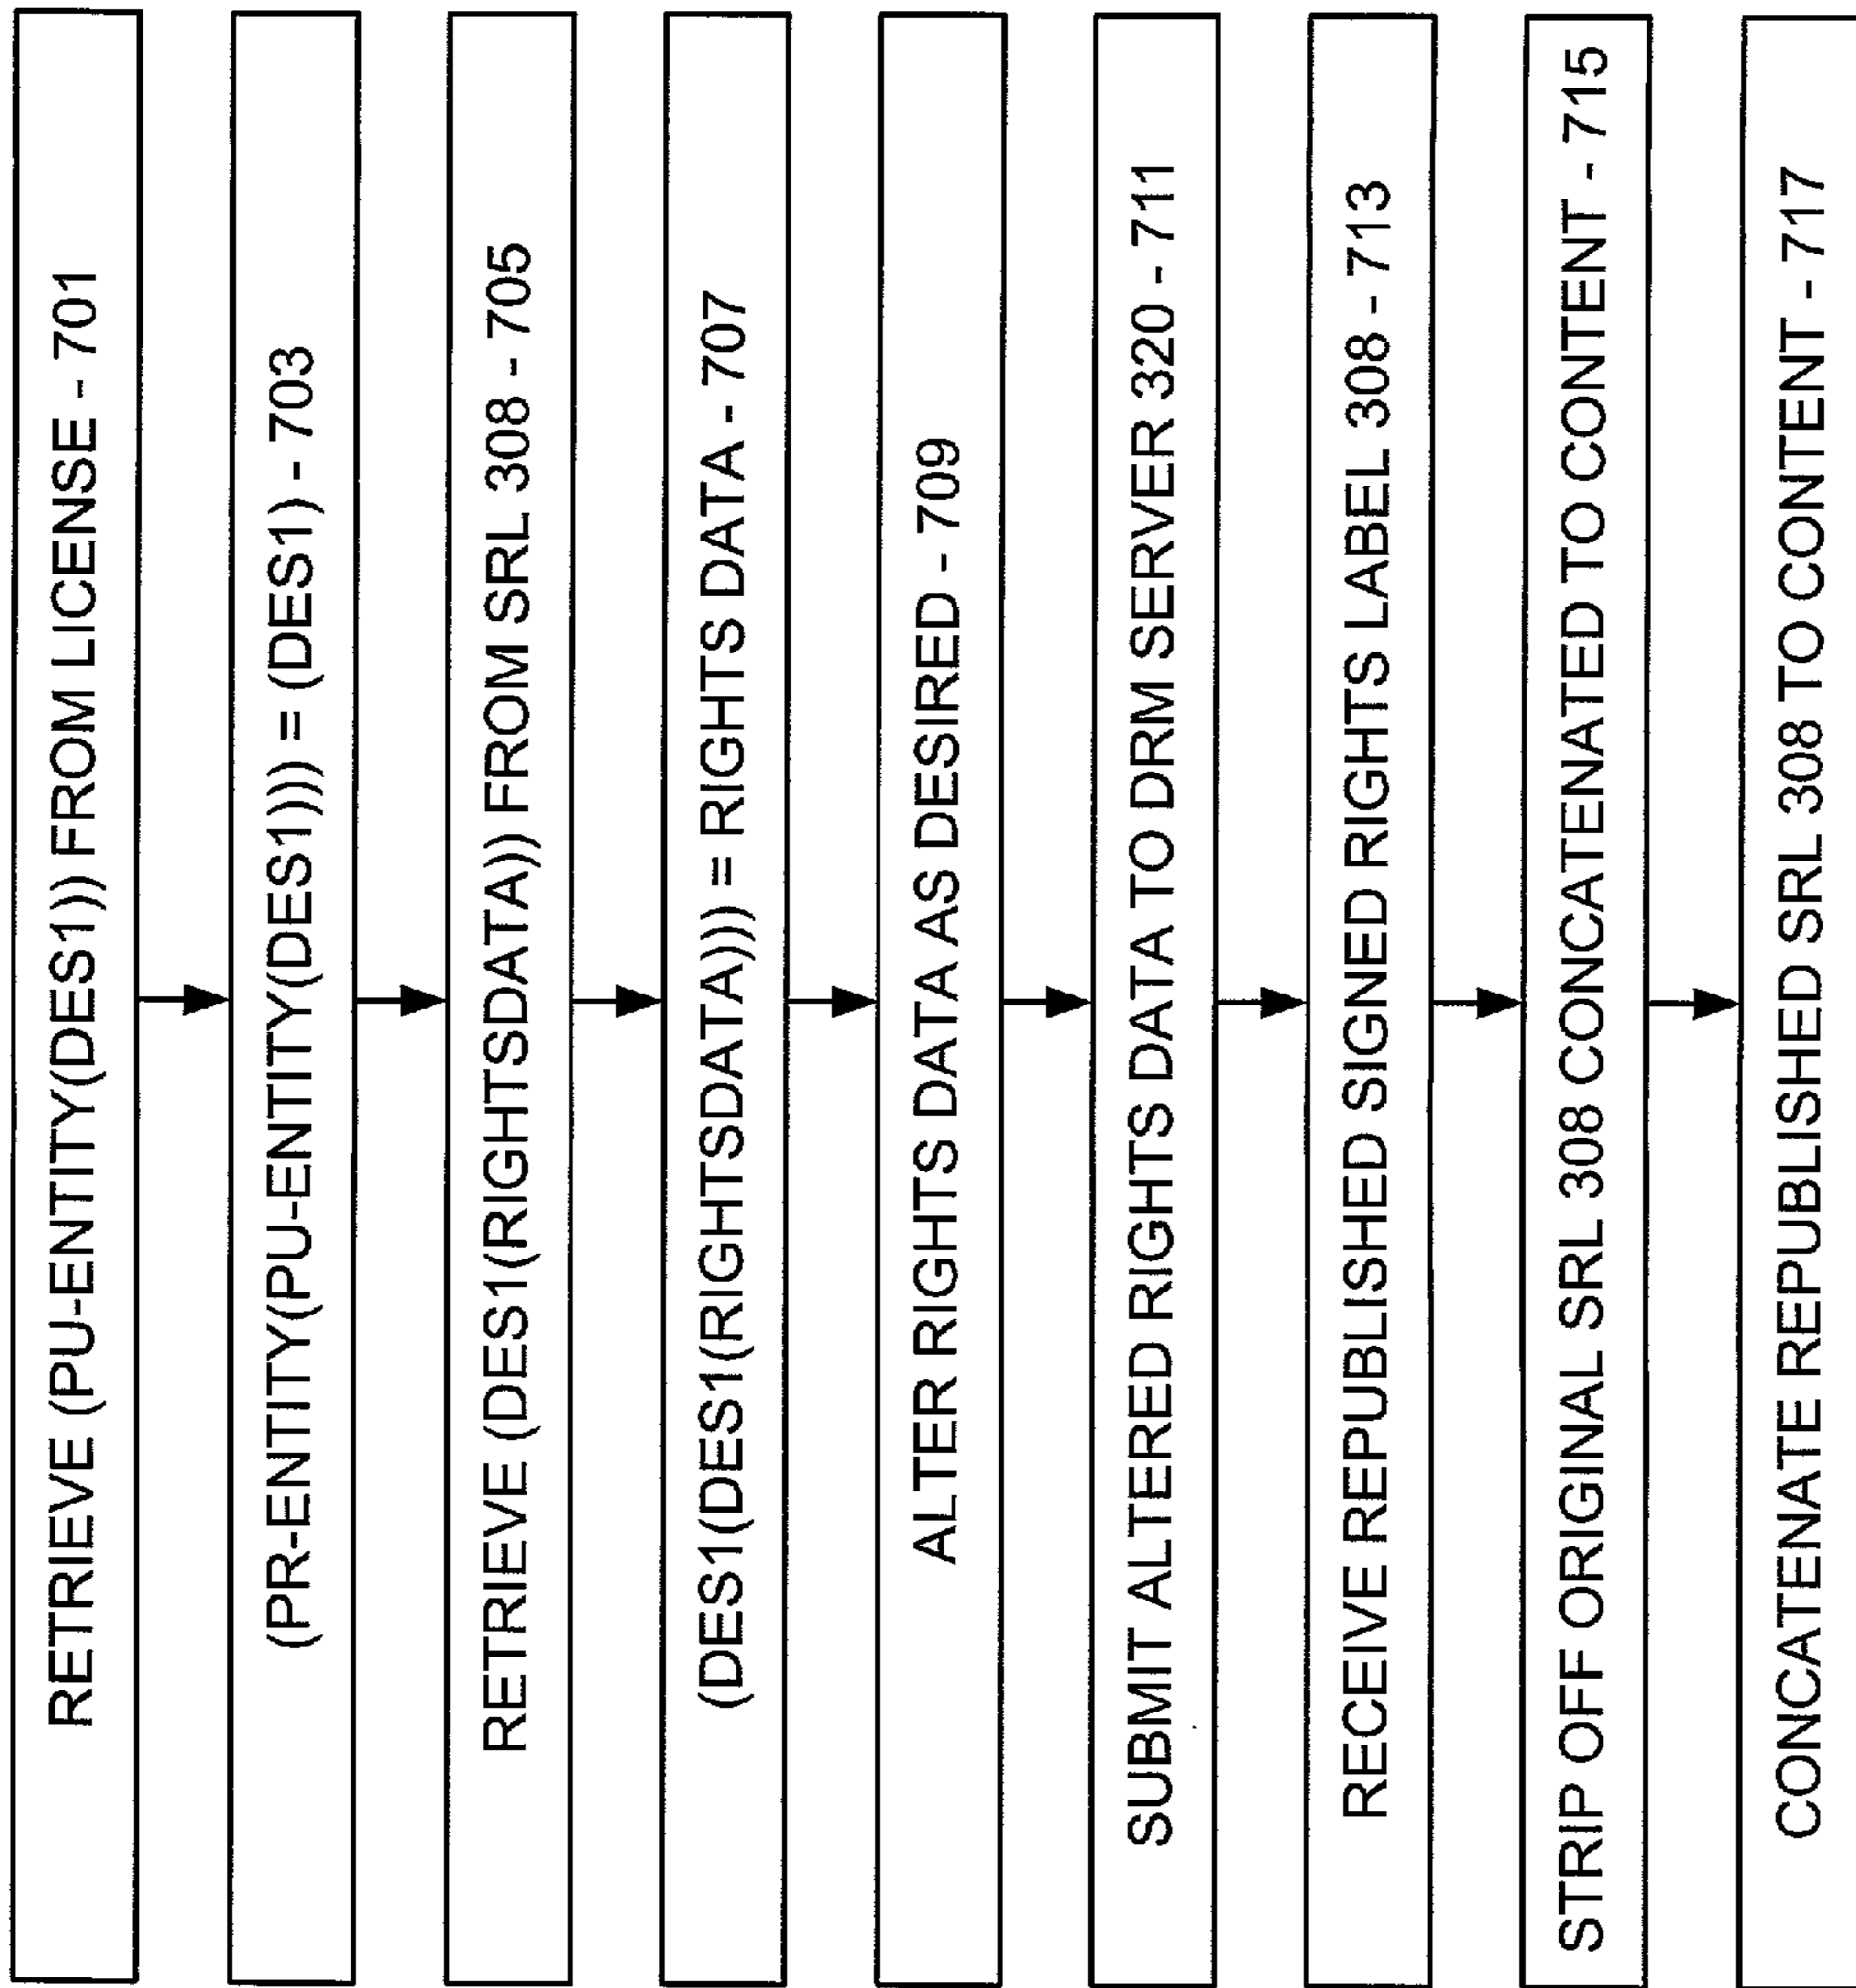 RETRIEVE (PU-ENTITY(DES1)) FROM LICENSE - 701
(PR-ENTITY(PU-ENTITY(DES1))) = (DES1) - 703
RETRIEVE (DES1(RIGHTSDATA)) FROM SRL 308 - 705
(DES1(DES1(RIGHTSDATA))) = RIGHTS DATA - 707
ALTER RIGHTS DATA AS DESIRED - 709
SUBMIT ALTERED RIGHTS DATA TO DRM SERVER 320 - 711
RECEIVE REPUBLISHED SIGNED RIGHTS LABEL 308 - 713
STRIP OFF ORIGINAL SRL 308 CONCATENATED TO CONTENT - 715
CONCATENATE REPUBLISHED SRL 308 TO CONTENT - 717